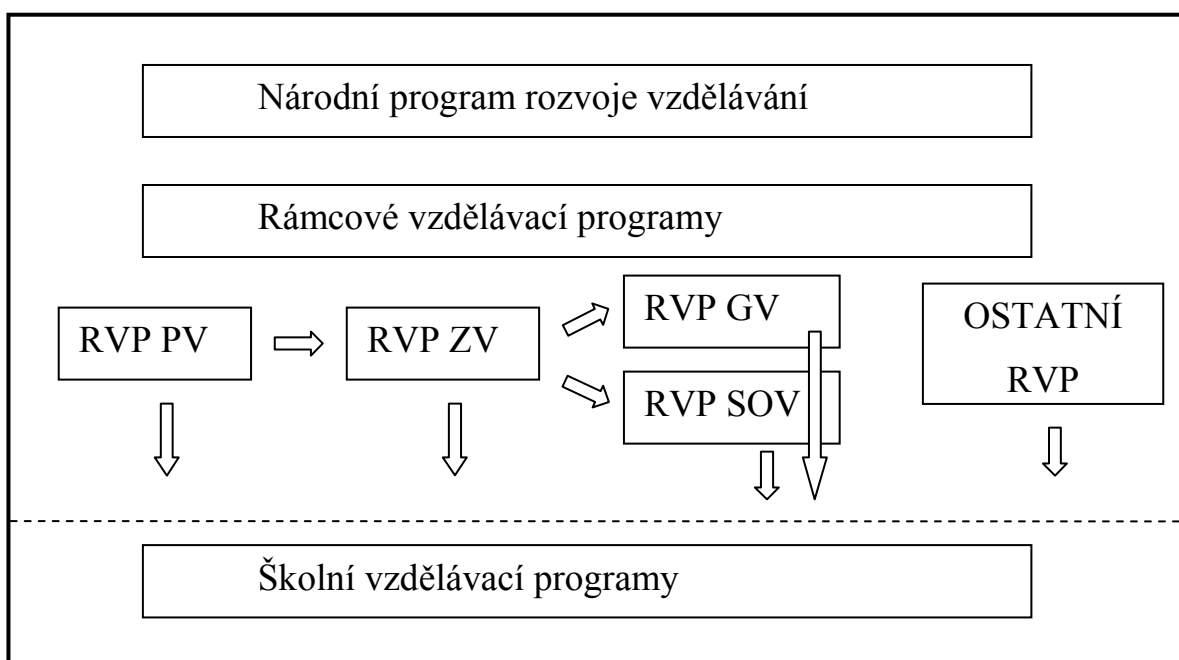 Národní program rozvoje vzdělávání
Rámcové vzdělávací programy
RVP PV
RVP ZV
RVP GV
RVP SOV
OSTATNÍ
RVP
Školní vzdělávací programy